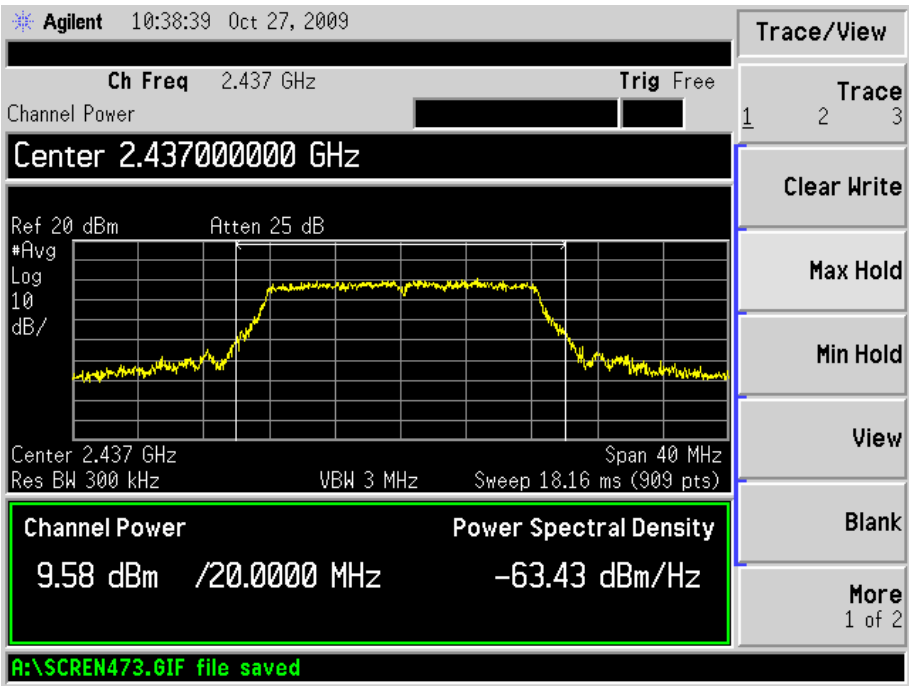 Agilent 10:38:39 Oct 27, 2009
Trace/View
Ch Freq 2.437 GHz Trig Free
Channel Power
Trace
1 2 3
Center 2.437000000 GHz
Clear Write
Ref 20 dBm Atten 25 dB
#Avg
Log
10
dB/
Max Hold
Min Hold
Center 2.437 GHz Span 40 MHz
Res BW 300 kHz VBW 3 MHz Sweep 18.16 ms (909 pts)
View
Channel Power Power Spectral Density
9.58 dBm /20.0000 MHz -63.43 dBm/Hz
Blank
More
1 of 2
A:\SCREN473.GIF file saved